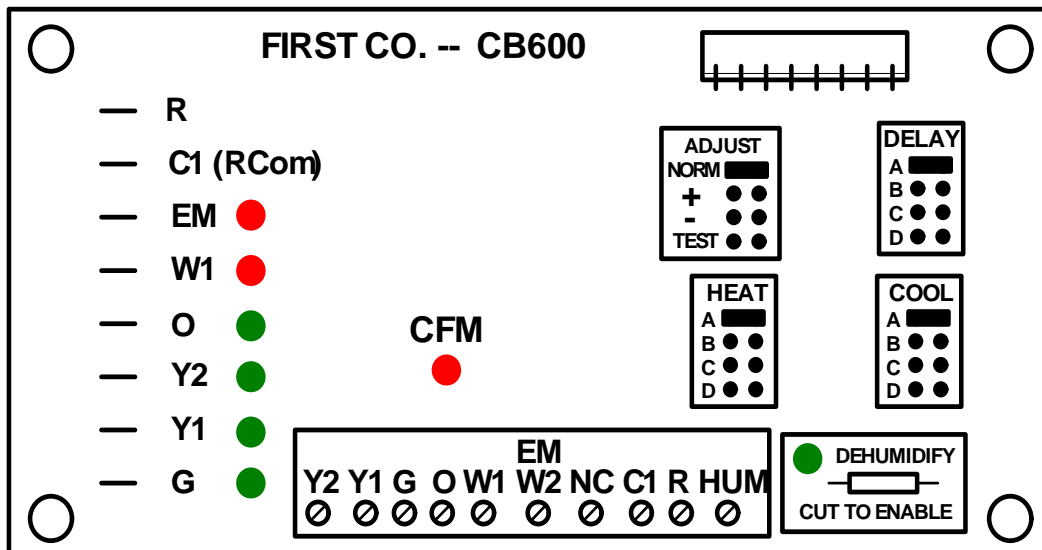 FIRST CO. -- CB600
R
C1 (RCom)
EM
W1
O
Y2
Y1
G
CFM
ADJUST
NORM
+
-
TEST
DELAY
A
B
C
D
HEAT
A
B
C
D
COOL
A
B
C
D
EM
Y2 Y1 G O W1 W2 NC C1 R HUM
DEHUMIDIFY
CUT TO ENABLE